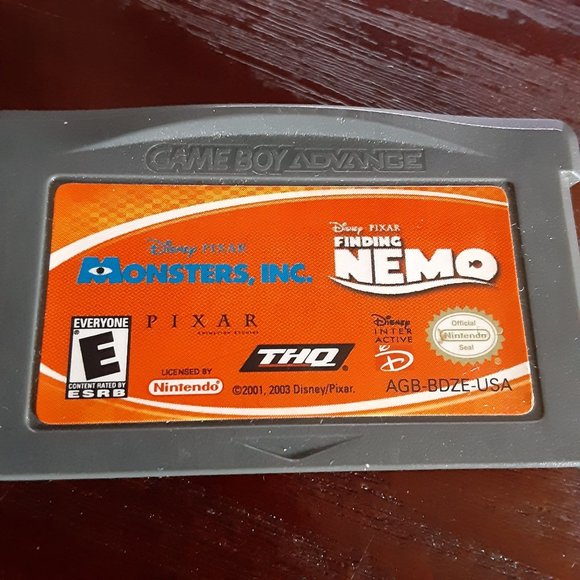 GAME BOY ADVANCE
Disney PIXAR
MONSTERS, INC.
Disney PIXAR
FINDING
NEMO
EVERYONE
E
CONTENT RATED BY
ESRB
PIXAR
THQ
LICENSED BY
Nintendo
©2001, 2003 Disney/Pixar.
Disney
INTER
ACTIVE
D
Official
Nintendo
Seal
AGB-BDZE-USA